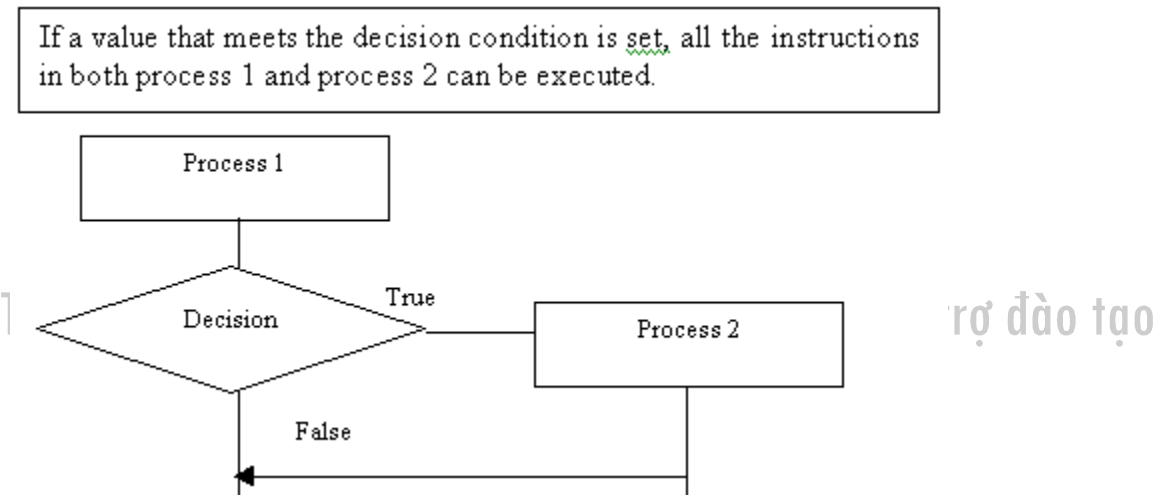 If a value that meets the decision condition is set, all the instructions
in both process 1 and process 2 can be executed.
Process 1
True
Decision
Process 2
đào tạo
False